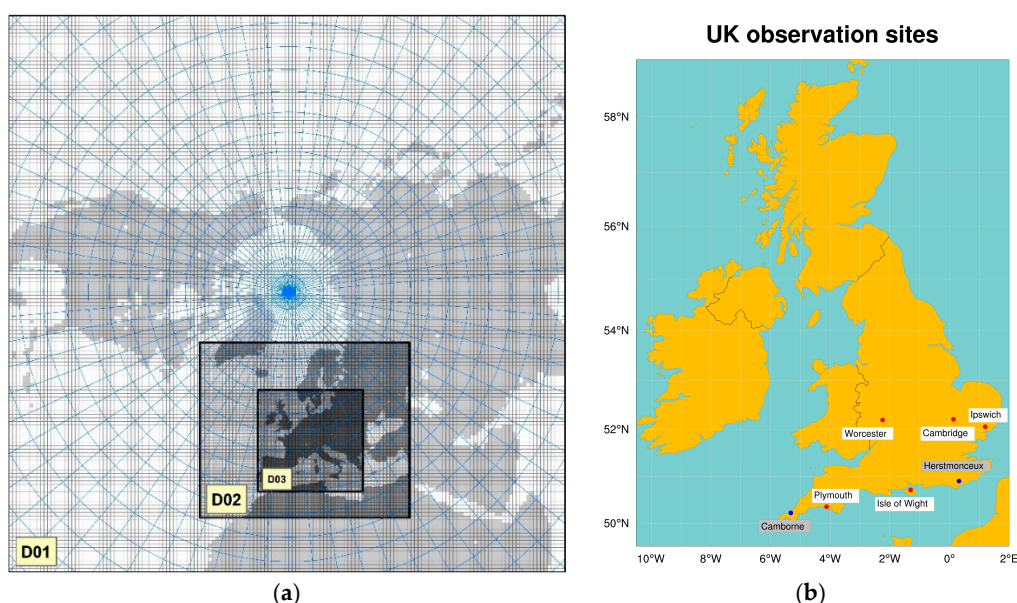 UK observation sites
58°N
56°N
54°N
52°N
50°N
10°W
8°W
6°W
4°W
2°W
0°
2°E
Ipswich
Worcester
Cambridge
Herstmonceux
Plymouth
Isle of Wight
Camborne
D03
D02
D01
(a)
(b)